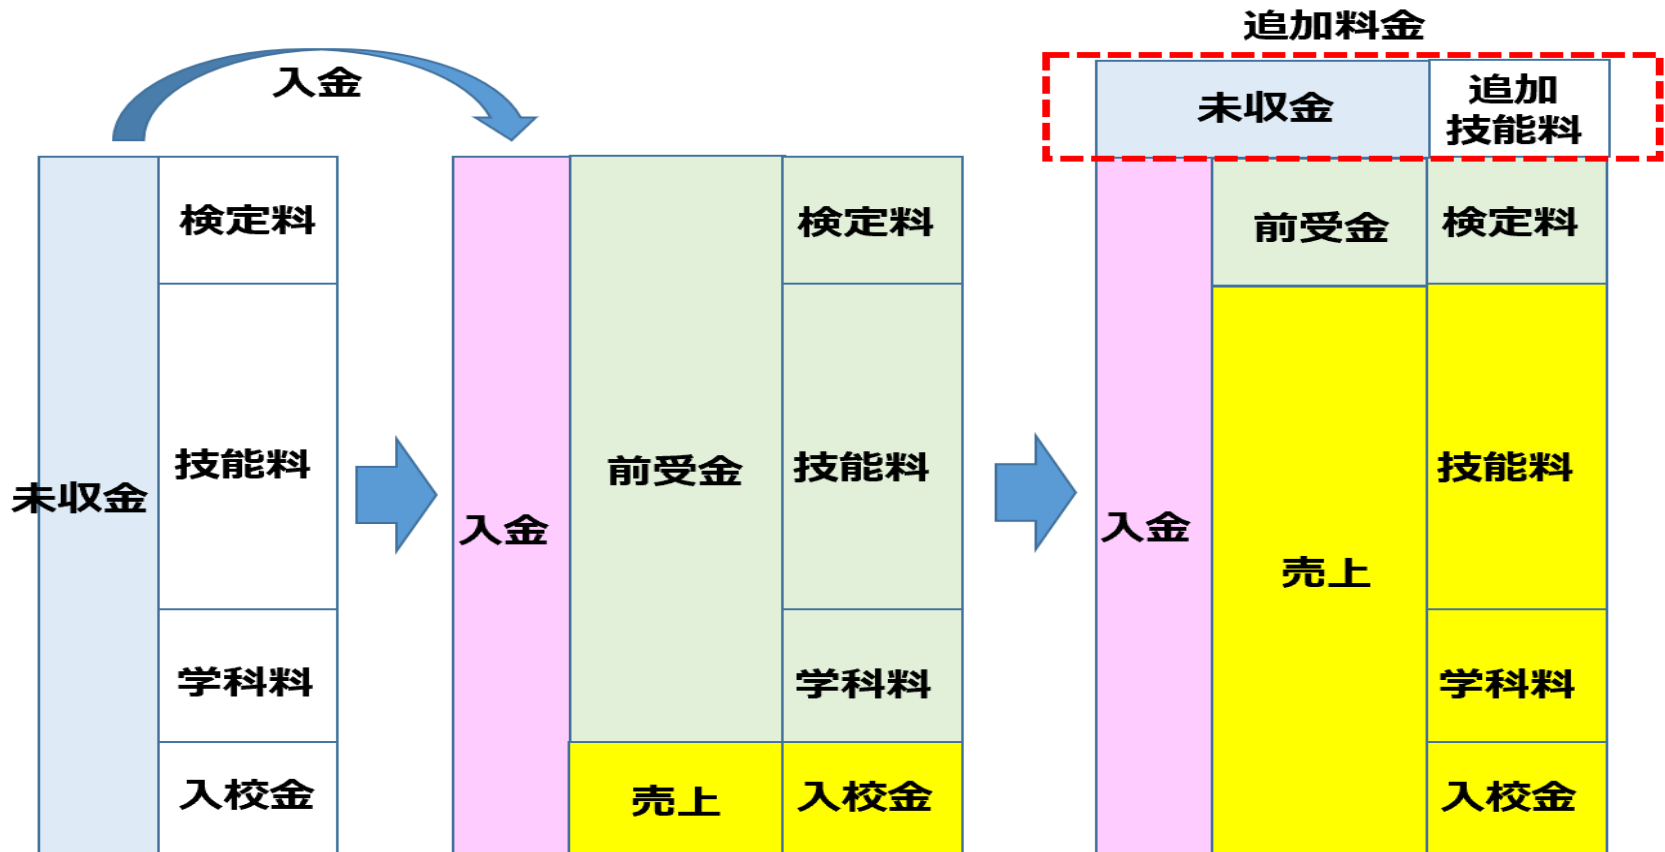 入金
未収金
検定料
技能料
学科料
入校金
入金
前受金
売上
検定料
技能料
学科料
入校金
追加料金
未収金
追加
技能料
入金
前受金
売上
検定料
技能料
学科料
入校金